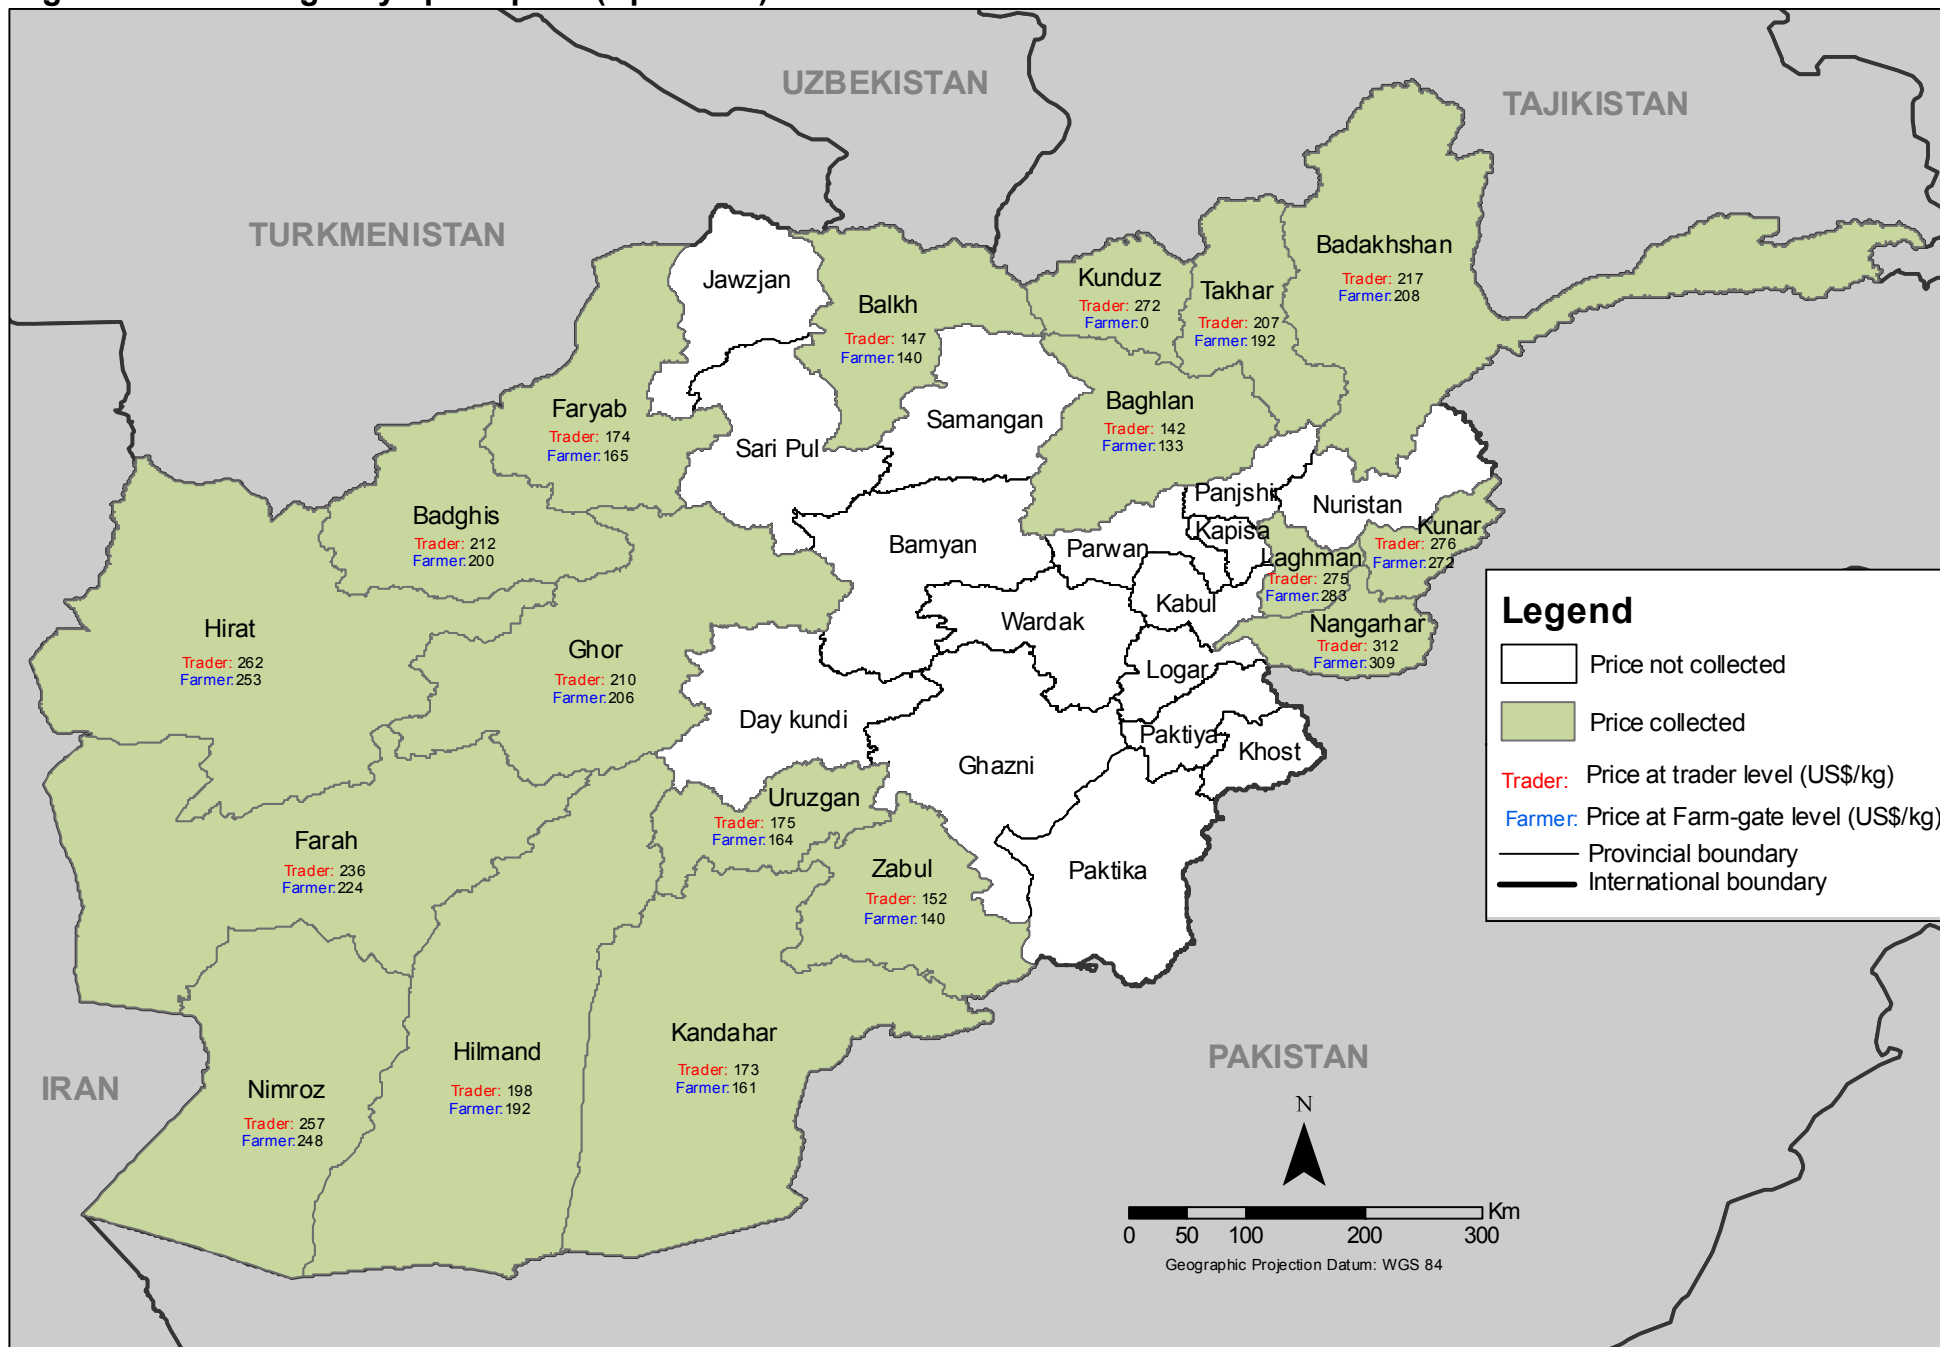 UZBEKISTAN
TAJIKISTAN
TURKMENISTAN
Badakhshan
Trader: 217
Farmer:208
Jawzjan
Kunduz
Trader: 272
Farmer:0
Takhar
Trader: 207
Farmer:192
Balkh
Trader: 147
Farmer:140
Faryab
Trader: 174
Farmer:165
Sari Pul
Samangan
Baghlan
Trader: 142
Farmer:133
Badghis
Trader: 212
Farmer:200
Panjshir
Nuristan
Kapisa
Kunar
Trader: 276
Farmer:272
Bamyan
Parwan
Laghman
Trader: 275
Farmer:283
Kabul
Wardak
Nangarhar
Trader: 312
Farmer:309
Hirat
Trader: 262
Farmer:253
Ghor
Trader: 210
Farmer:206
Logar
Day kundi
Paktiya
Khost
Ghazni
Uruzgan
Trader: 175
Farmer:164
Farah
Trader: 236
Farmer:224
Zabul
Trader: 152
Farmer:140
Paktika
Kandahar
Trader: 173
Farmer:161
Hilmand
Trader: 198
Farmer:192
Nimroz
Trader: 257
Farmer:248
IRAN
PAKISTAN
Legend
Price not collected
Price collected
Trader: Price at trader level (US$/kg)
Farmer: Price at Farm-gate level (US$/kg)
Provincial boundary
International boundary
N
Km
0 50 100 200 300
Geographic Projection Datum: WGS 84